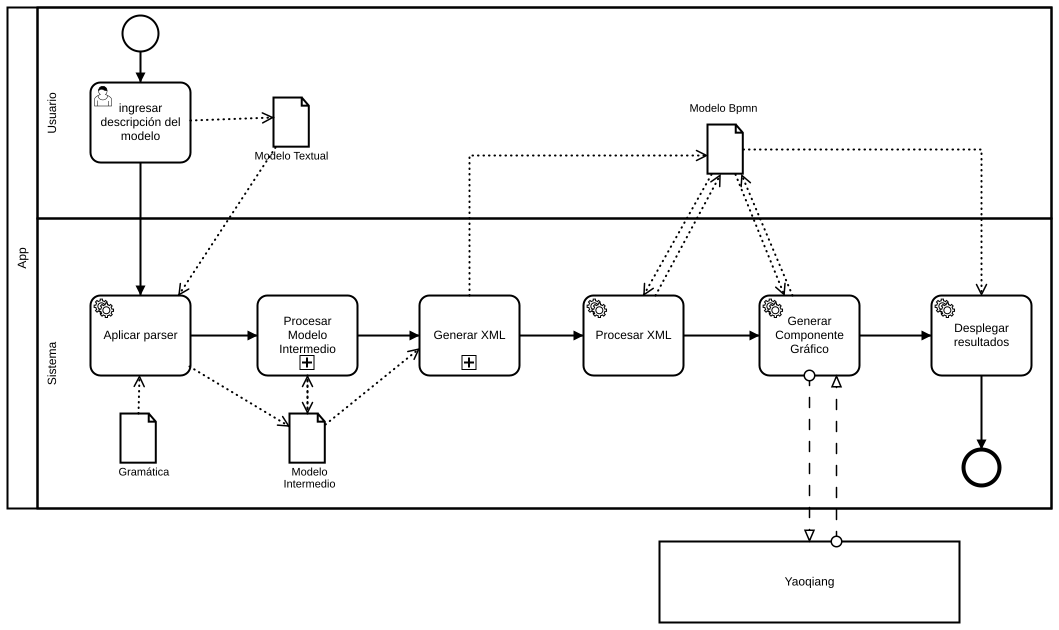 App
Usuario
ingresar
descripción del
modelo
Modelo Textual
Modelo Bpmn
Sistema
Aplicar parser
Procesar
Modelo
Intermedio
Generar XML
Procesar XML
Generar
Componente
Gráfico
Desplegar
resultados
Gramática
Modelo
Intermedio
Yaoqiang